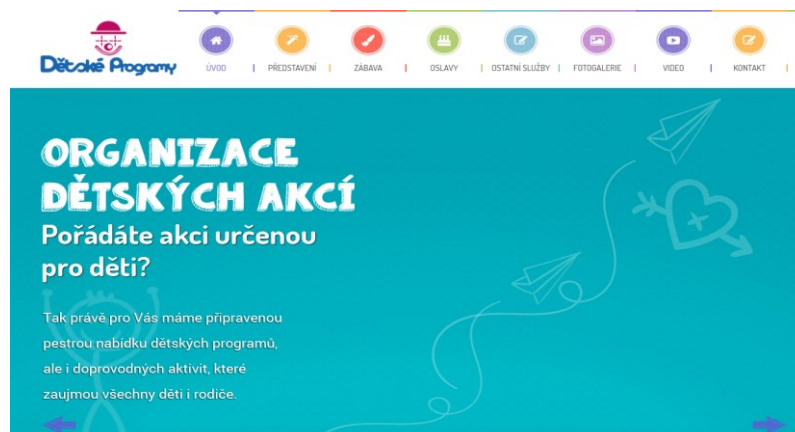 Dětské Programy
ÚVOD | PŘEDSTAVENÍ | ZÁBAVA | OSLAVY | OSTATNÍ SLUŽBY | FOTOGALERIE | VIDEO | KONTAKT |
ORGANIZACE
DĚTSKÝCH AKCÍ
Pořádáte akci určenou
pro děti?
Tak právě pro Vás máme připravenou
pestrou nabídku dětských programů,
ale i doprovodných aktivit, které
zaujmou všechny děti i rodiče.